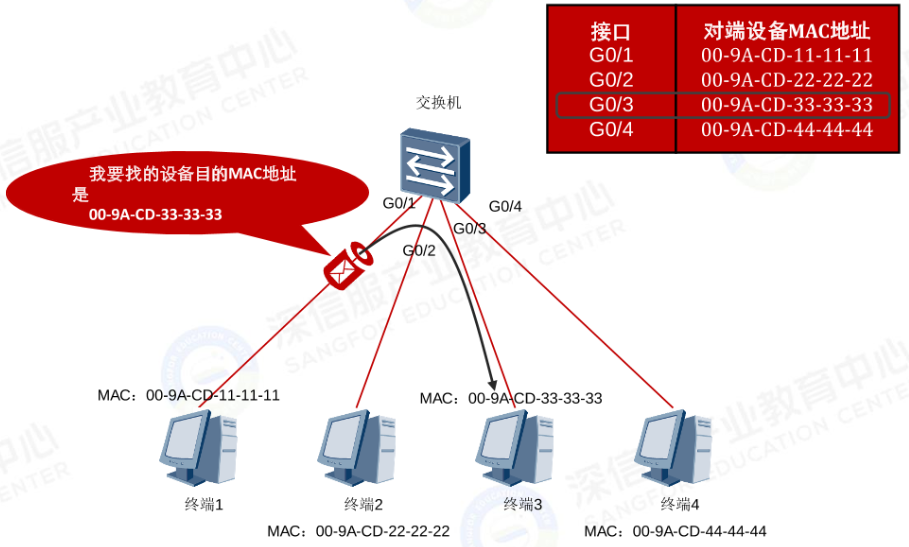 接口 对端设备MAC地址
G0/1 00-9A-CD-11-11-11
G0/2 00-9A-CD-22-22-22
G0/3 00-9A-CD-33-33-33
G0/4 00-9A-CD-44-44-44
交换机
我要找的设备目的MAC地址
是
00-9A-CD-33-33-33
G0/1
G0/4
G0/3
G0/2
MAC：00-9A-CD-11-11-11
MAC：00-9A-CD-33-33-33
终端1
终端2
终端3
终端4
MAC：00-9A-CD-22-22-22
MAC：00-9A-CD-44-44-44
深信服产业教育中心
SANGFOR EDUCATION CENTER